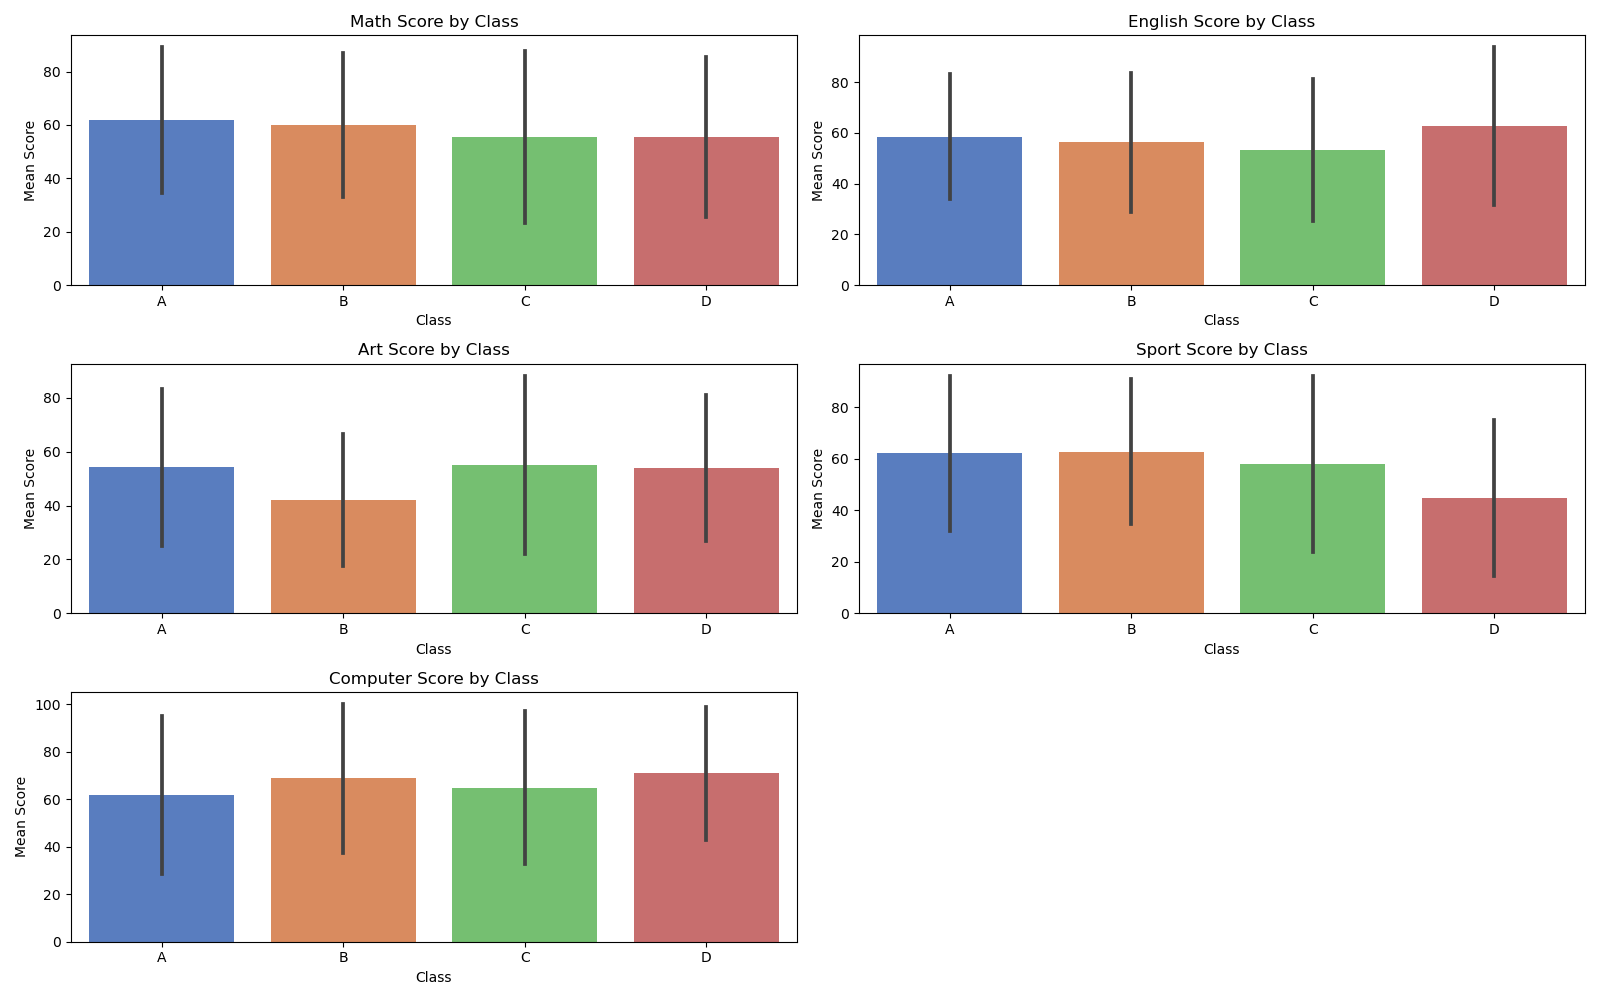 Math Score by Class
80
60
40
20
0
Mean Score
A B C D
Class
English Score by Class
80
60
40
20
0
Mean Score
A B C D
Class
Art Score by Class
80
60
40
20
0
Mean Score
A B C D
Class
Sport Score by Class
80
60
40
20
0
Mean Score
A B C D
Class
Computer Score by Class
100
80
60
40
20
0
Mean Score
A B C D
Class